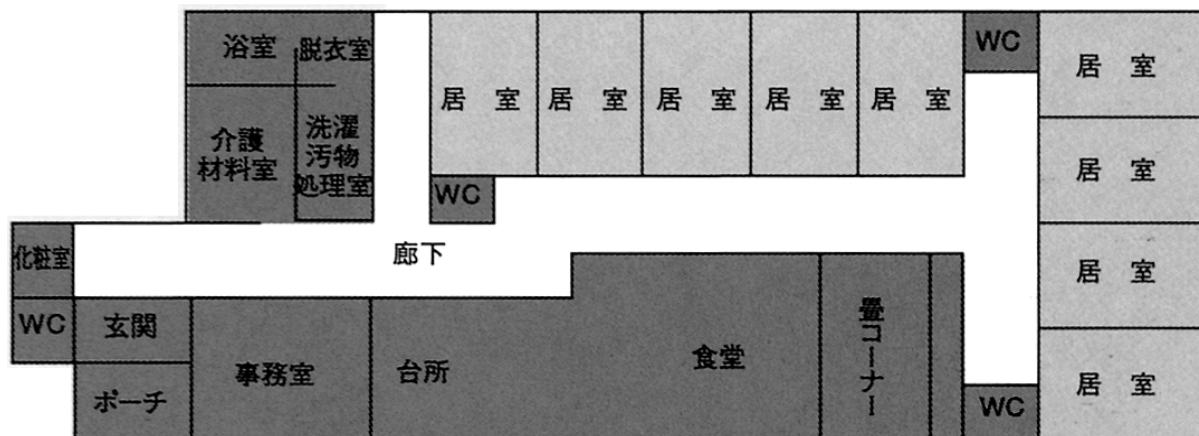 浴室
脱衣室
居 室
居 室
居 室
居 室
居 室
WC
居 室
介護
材料室
洗濯
汚物
処理室
WC
居 室
化粧室
廊下
居 室
WC
玄関
事務室
台所
食堂
畳コーナー
ポーチ
WC
居 室